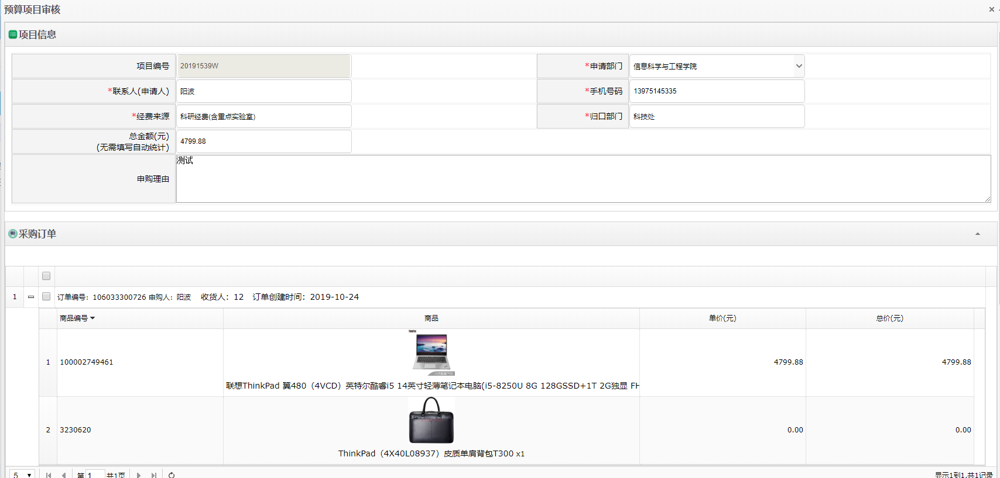 预算项目审核
项目信息
项目编号 20191539W *申请部门 信息科学与工程学院
*联系人(申请人) 阳波 *手机号码 13975145335
*经费来源 科研经费(含重点实验室) *归口部门 科技处
总金额(元)
(无需填写自动统计) 4799.88
申购理由 测试
采购订单
1 订单编号：106033300726 申购人：阳波 收货人：12 订单创建时间：2019-10-24
商品编号 商品 单价(元) 总价(元)
ThinkPad
1 100002749461 4799.88 4799.88
联想ThinkPad 翼480（4VCD）英特尔酷睿i5 14英寸轻薄笔记本电脑(i5-8250U 8G 128GSSD+1T 2G独显 FH
2 3230620 0.00 0.00
ThinkPad（4X40L08937）皮质单肩背包T300 x1
5 第 1 共1页 显示1到1,共1记录